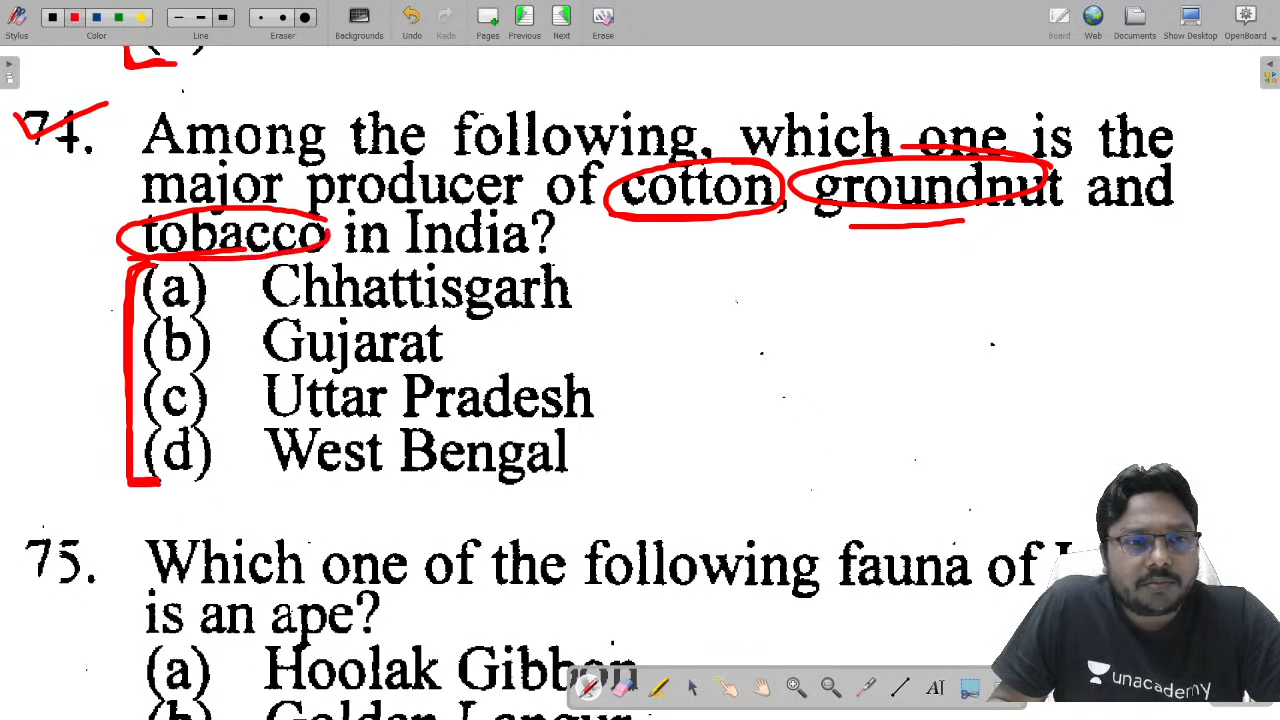 Stylus Color Line Eraser Backgrounds Undo Redo Pages Previous Next Erase Board Web Documents Show Desktop OpenBoard
74. Among the following, which one is the
major producer of cotton, groundnut and
tobacco in India?
(a) Chhattisgarh
(b) Gujarat
(c) Uttar Pradesh
(d) West Bengal
75. Which one of the following fauna of
is an ape?
(a) Hoolak Gibbon
(b) Golden Langur
unacademy